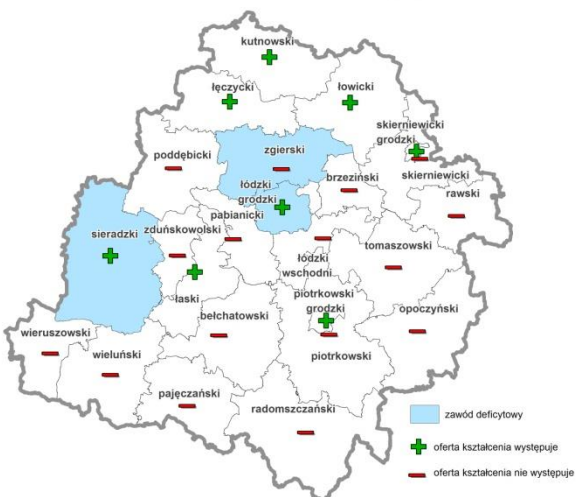 kutnowski
łęczycki
łowicki
skierniewicki
grodzki
zgierski
poddębicki
brzeziński
skierniewicki
łódzki
grodzki
rawski
pabianicki
sieradzki
zduńskowolski
tomaszowski
łódzki
wschodni
łaski
piotrkowski
grodzki
bełchatowski
opoczyński
wieruszowski
wieluński
piotrkowski
pajęczański
radomszczański
zawód deficytowy
oferta kształcenia występuje
oferta kształcenia nie występuje